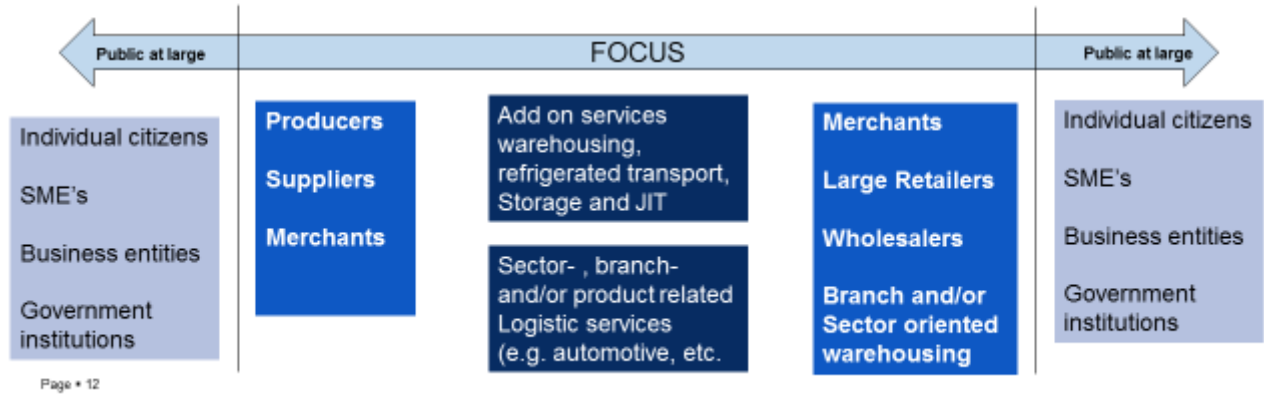 Public at large
FOCUS
Public at large
Individual citizens
SME's
Business entities
Government
institutions
Producers
Suppliers
Merchants
Add on services
warehousing,
refrigerated transport,
Storage and JIT
Sector- , branch-
and/or product related
Logistic services
(e.g. automotive, etc.
Merchants
Large Retailers
Wholesalers
Branch and/or
Sector oriented
warehousing
Individual citizens
SME's
Business entities
Government
institutions
Page • 12